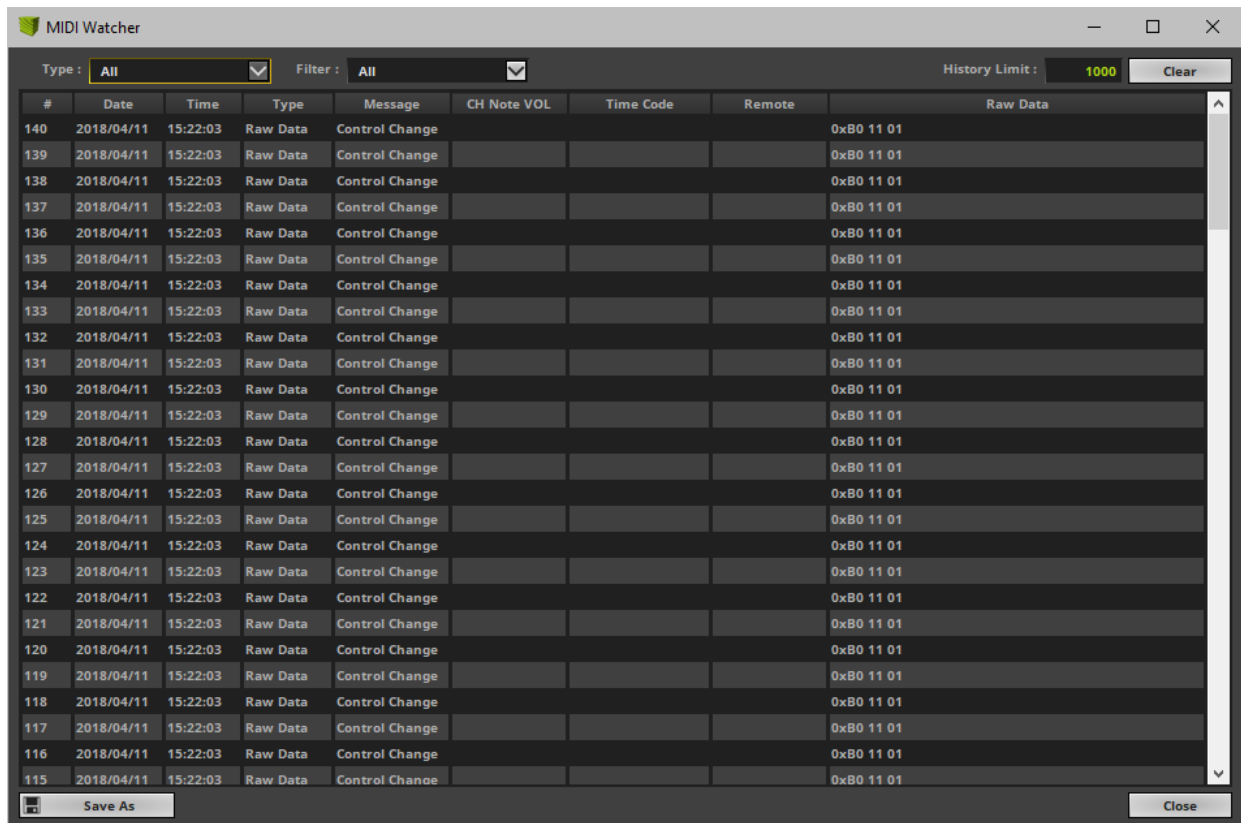 MIDI Watcher
Type : All Filter : All History Limit : 1000 Clear
# Date Time Type Message CH Note VOL Time Code Remote Raw Data
140 2018/04/11 15:22:03 Raw Data Control Change 0xB0 11 01
139 2018/04/11 15:22:03 Raw Data Control Change 0xB0 11 01
138 2018/04/11 15:22:03 Raw Data Control Change 0xB0 11 01
137 2018/04/11 15:22:03 Raw Data Control Change 0xB0 11 01
136 2018/04/11 15:22:03 Raw Data Control Change 0xB0 11 01
135 2018/04/11 15:22:03 Raw Data Control Change 0xB0 11 01
134 2018/04/11 15:22:03 Raw Data Control Change 0xB0 11 01
133 2018/04/11 15:22:03 Raw Data Control Change 0xB0 11 01
132 2018/04/11 15:22:03 Raw Data Control Change 0xB0 11 01
131 2018/04/11 15:22:03 Raw Data Control Change 0xB0 11 01
130 2018/04/11 15:22:03 Raw Data Control Change 0xB0 11 01
129 2018/04/11 15:22:03 Raw Data Control Change 0xB0 11 01
128 2018/04/11 15:22:03 Raw Data Control Change 0xB0 11 01
127 2018/04/11 15:22:03 Raw Data Control Change 0xB0 11 01
126 2018/04/11 15:22:03 Raw Data Control Change 0xB0 11 01
125 2018/04/11 15:22:03 Raw Data Control Change 0xB0 11 01
124 2018/04/11 15:22:03 Raw Data Control Change 0xB0 11 01
123 2018/04/11 15:22:03 Raw Data Control Change 0xB0 11 01
122 2018/04/11 15:22:03 Raw Data Control Change 0xB0 11 01
121 2018/04/11 15:22:03 Raw Data Control Change 0xB0 11 01
120 2018/04/11 15:22:03 Raw Data Control Change 0xB0 11 01
119 2018/04/11 15:22:03 Raw Data Control Change 0xB0 11 01
118 2018/04/11 15:22:03 Raw Data Control Change 0xB0 11 01
117 2018/04/11 15:22:03 Raw Data Control Change 0xB0 11 01
116 2018/04/11 15:22:03 Raw Data Control Change 0xB0 11 01
115 2018/04/11 15:22:03 Raw Data Control Change 0xB0 11 01
Save As Close